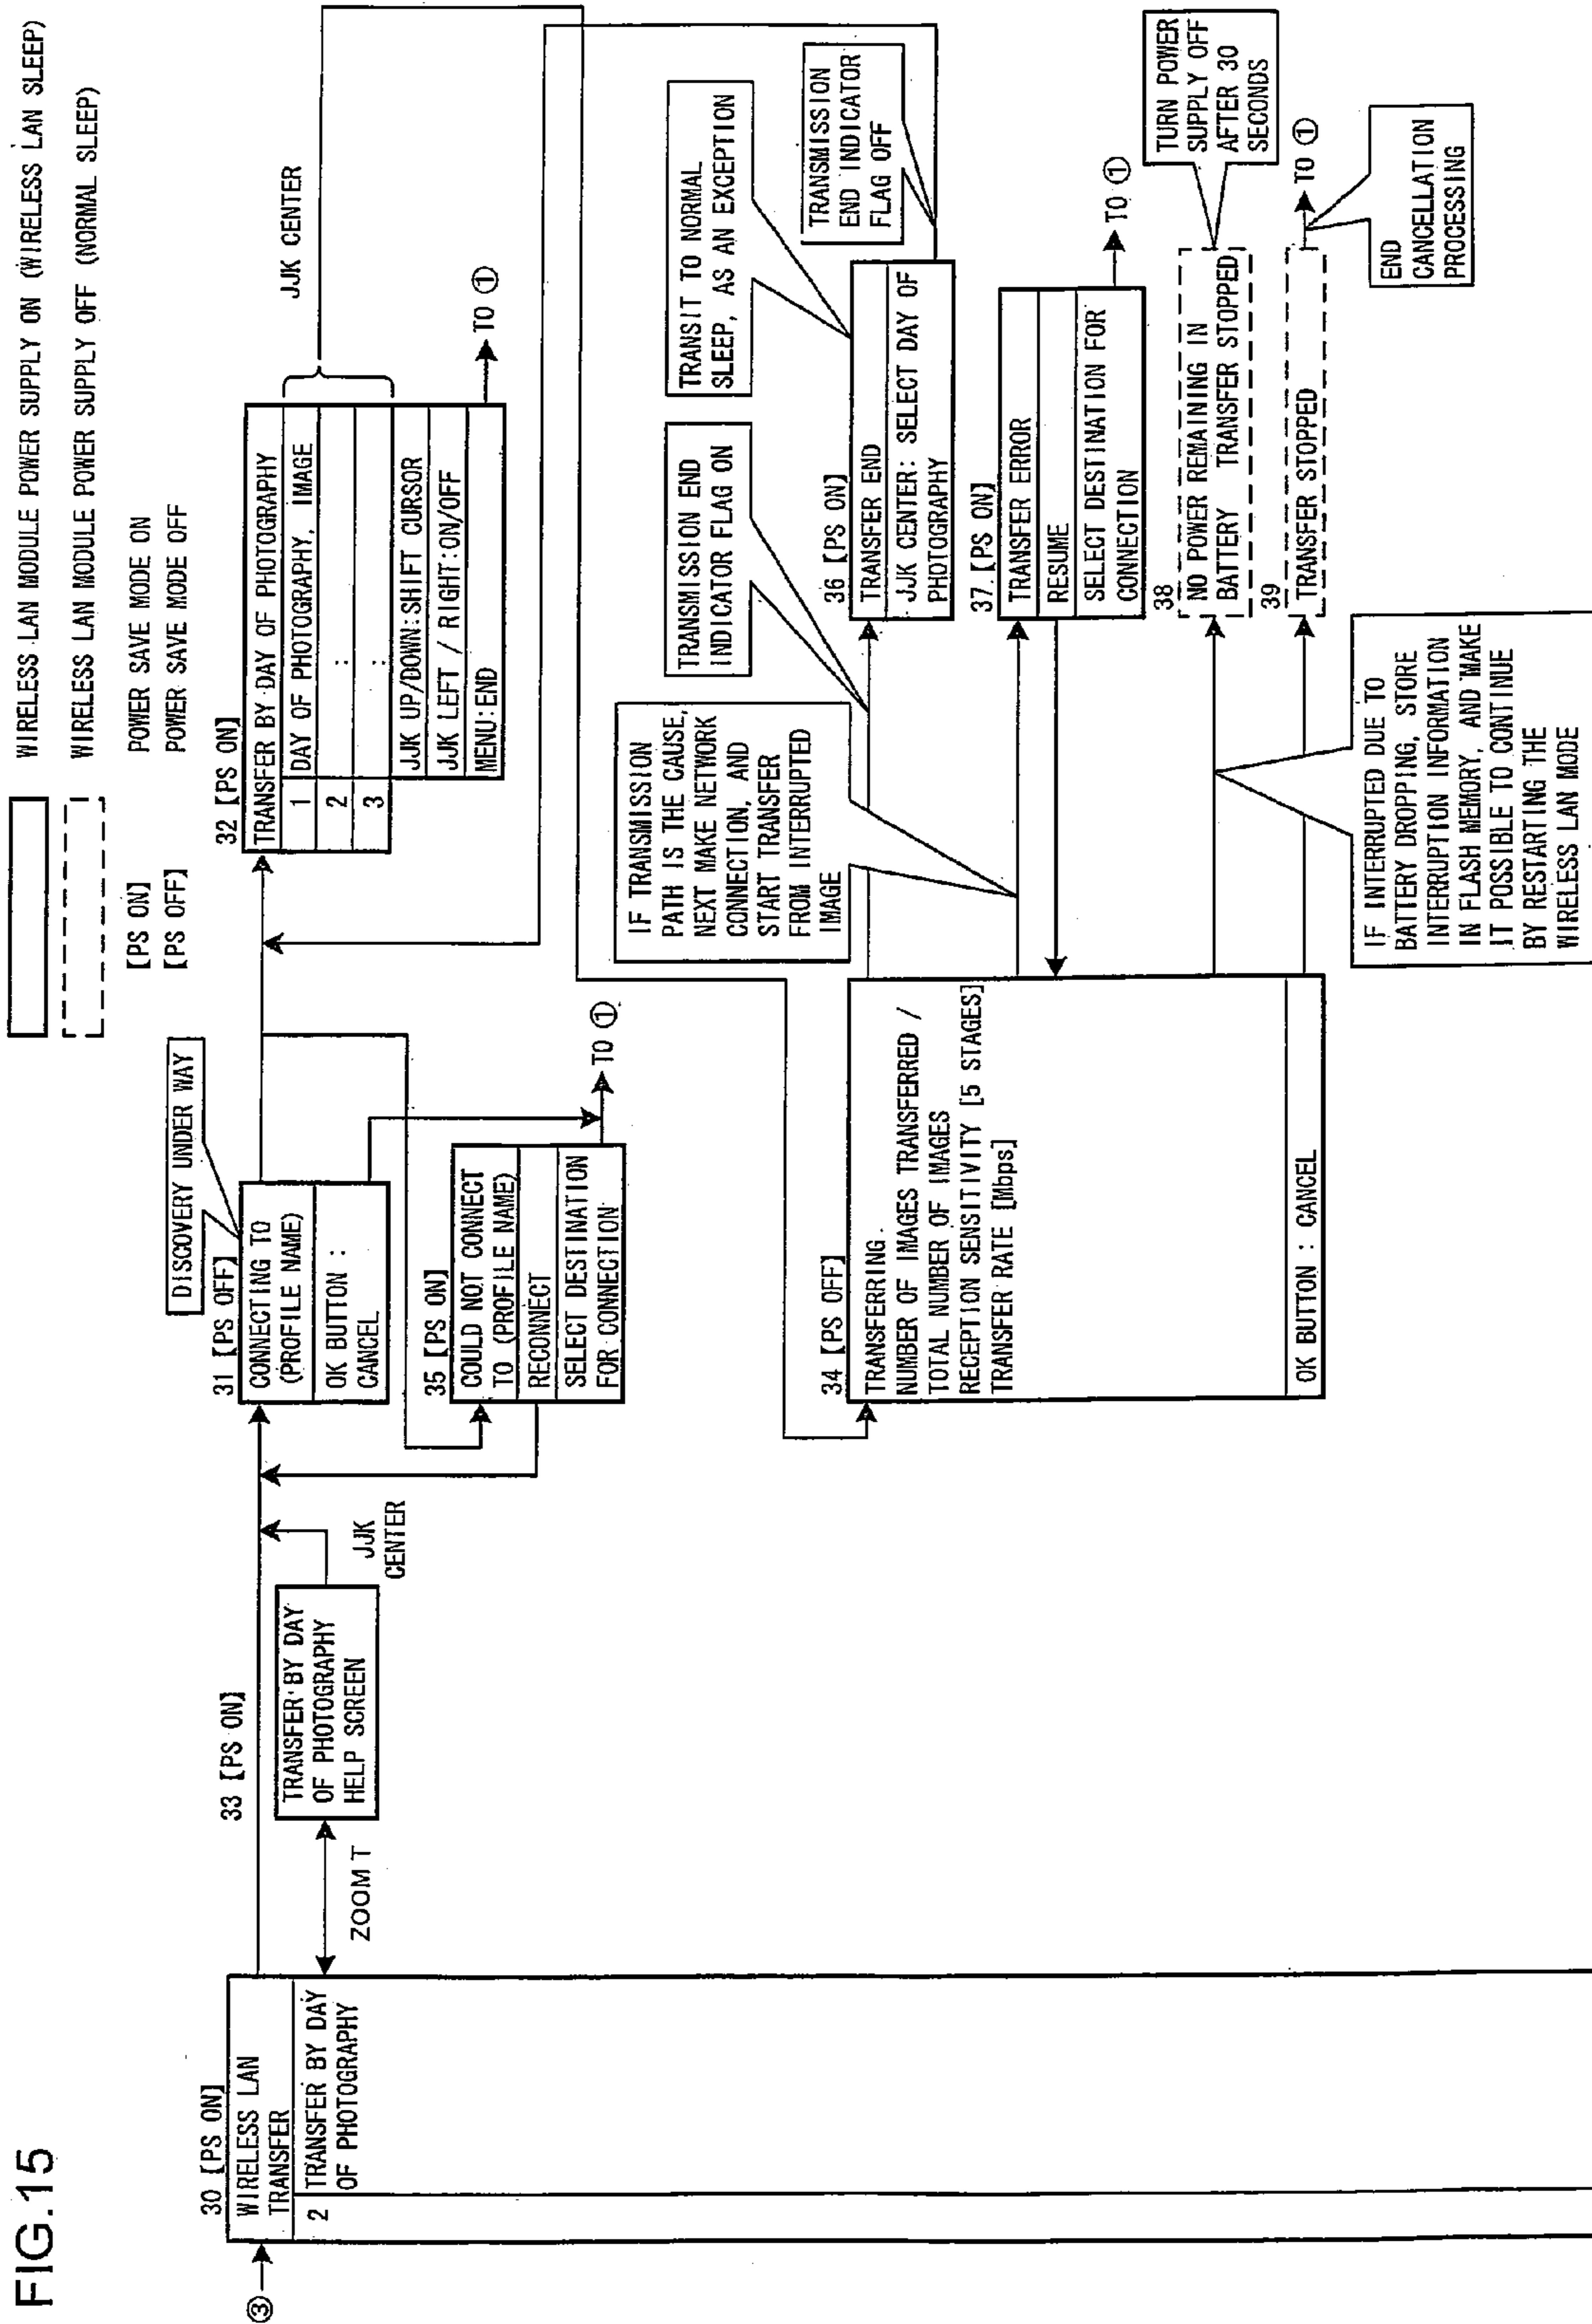 FIG.15
WIRELESS LAN MODULE POWER SUPPLY ON (WIRELESS LAN SLEEP)
WIRELESS LAN MODULE POWER SUPPLY OFF (NORMAL SLEEP)
[PS ON] POWER SAVE MODE ON
[PS OFF] POWER SAVE MODE OFF
③
30 [PS ON]
WIRELESS LAN
TRANSFER
2 TRANSFER BY DAY
OF PHOTOGRAPHY
ZOOM T
33 [PS ON]
TRANSFER BY DAY
OF PHOTOGRAPHY
HELP SCREEN
JJK
CENTER
DISCOVERY UNDER WAY
31 [PS OFF]
CONNECTING TO
(PROFILE NAME)
OK BUTTON :
CANCEL
35 [PS ON]
COULD NOT CONNECT
TO (PROFILE NAME)
RECONNECT
SELECT DESTINATION
FOR CONNECTION
TO ①
32 [PS ON]
TRANSFER BY DAY OF PHOTOGRAPHY
1 DAY OF PHOTOGRAPHY, IMAGE
2 :
3 :
JJK UP/DOWN:SHIFT CURSOR
JJK LEFT / RIGHT:ON/OFF
MENU:END
TO ①
JJK CENTER
34 [PS OFF]
TRANSFERRING
NUMBER OF IMAGES TRANSFERRED /
TOTAL NUMBER OF IMAGES
RECEPTION SENSITIVITY [5 STAGES]
TRANSFER RATE [Mbps]
OK BUTTON : CANCEL
IF TRANSMISSION
PATH IS THE CAUSE,
NEXT MAKE NETWORK
CONNECTION, AND
START TRANSFER
FROM INTERRUPTED
IMAGE
TRANSMISSION END
INDICATOR FLAG ON
TRANSIT TO NORMAL
SLEEP, AS AN EXCEPTION
TRANSMISSION
END INDICATOR
FLAG OFF
36 [PS ON]
TRANSFER END
JJK CENTER: SELECT DAY OF
PHOTOGRAPHY
37 [PS ON]
TRANSFER ERROR
RESUME
SELECT DESTINATION FOR
CONNECTION
TO ①
38
NO POWER REMAINING IN
BATTERY TRANSFER STOPPED
TURN POWER
SUPPLY OFF
AFTER 30
SECONDS
39
TRANSFER STOPPED
TO ①
END
CANCELLATION
PROCESSING
IF INTERRUPTED DUE TO
BATTERY DROPPING, STORE
INTERRUPTION INFORMATION
IN FLASH MEMORY, AND MAKE
IT POSSIBLE TO CONTINUE
BY RESTARTING THE
WIRELESS LAN MODE